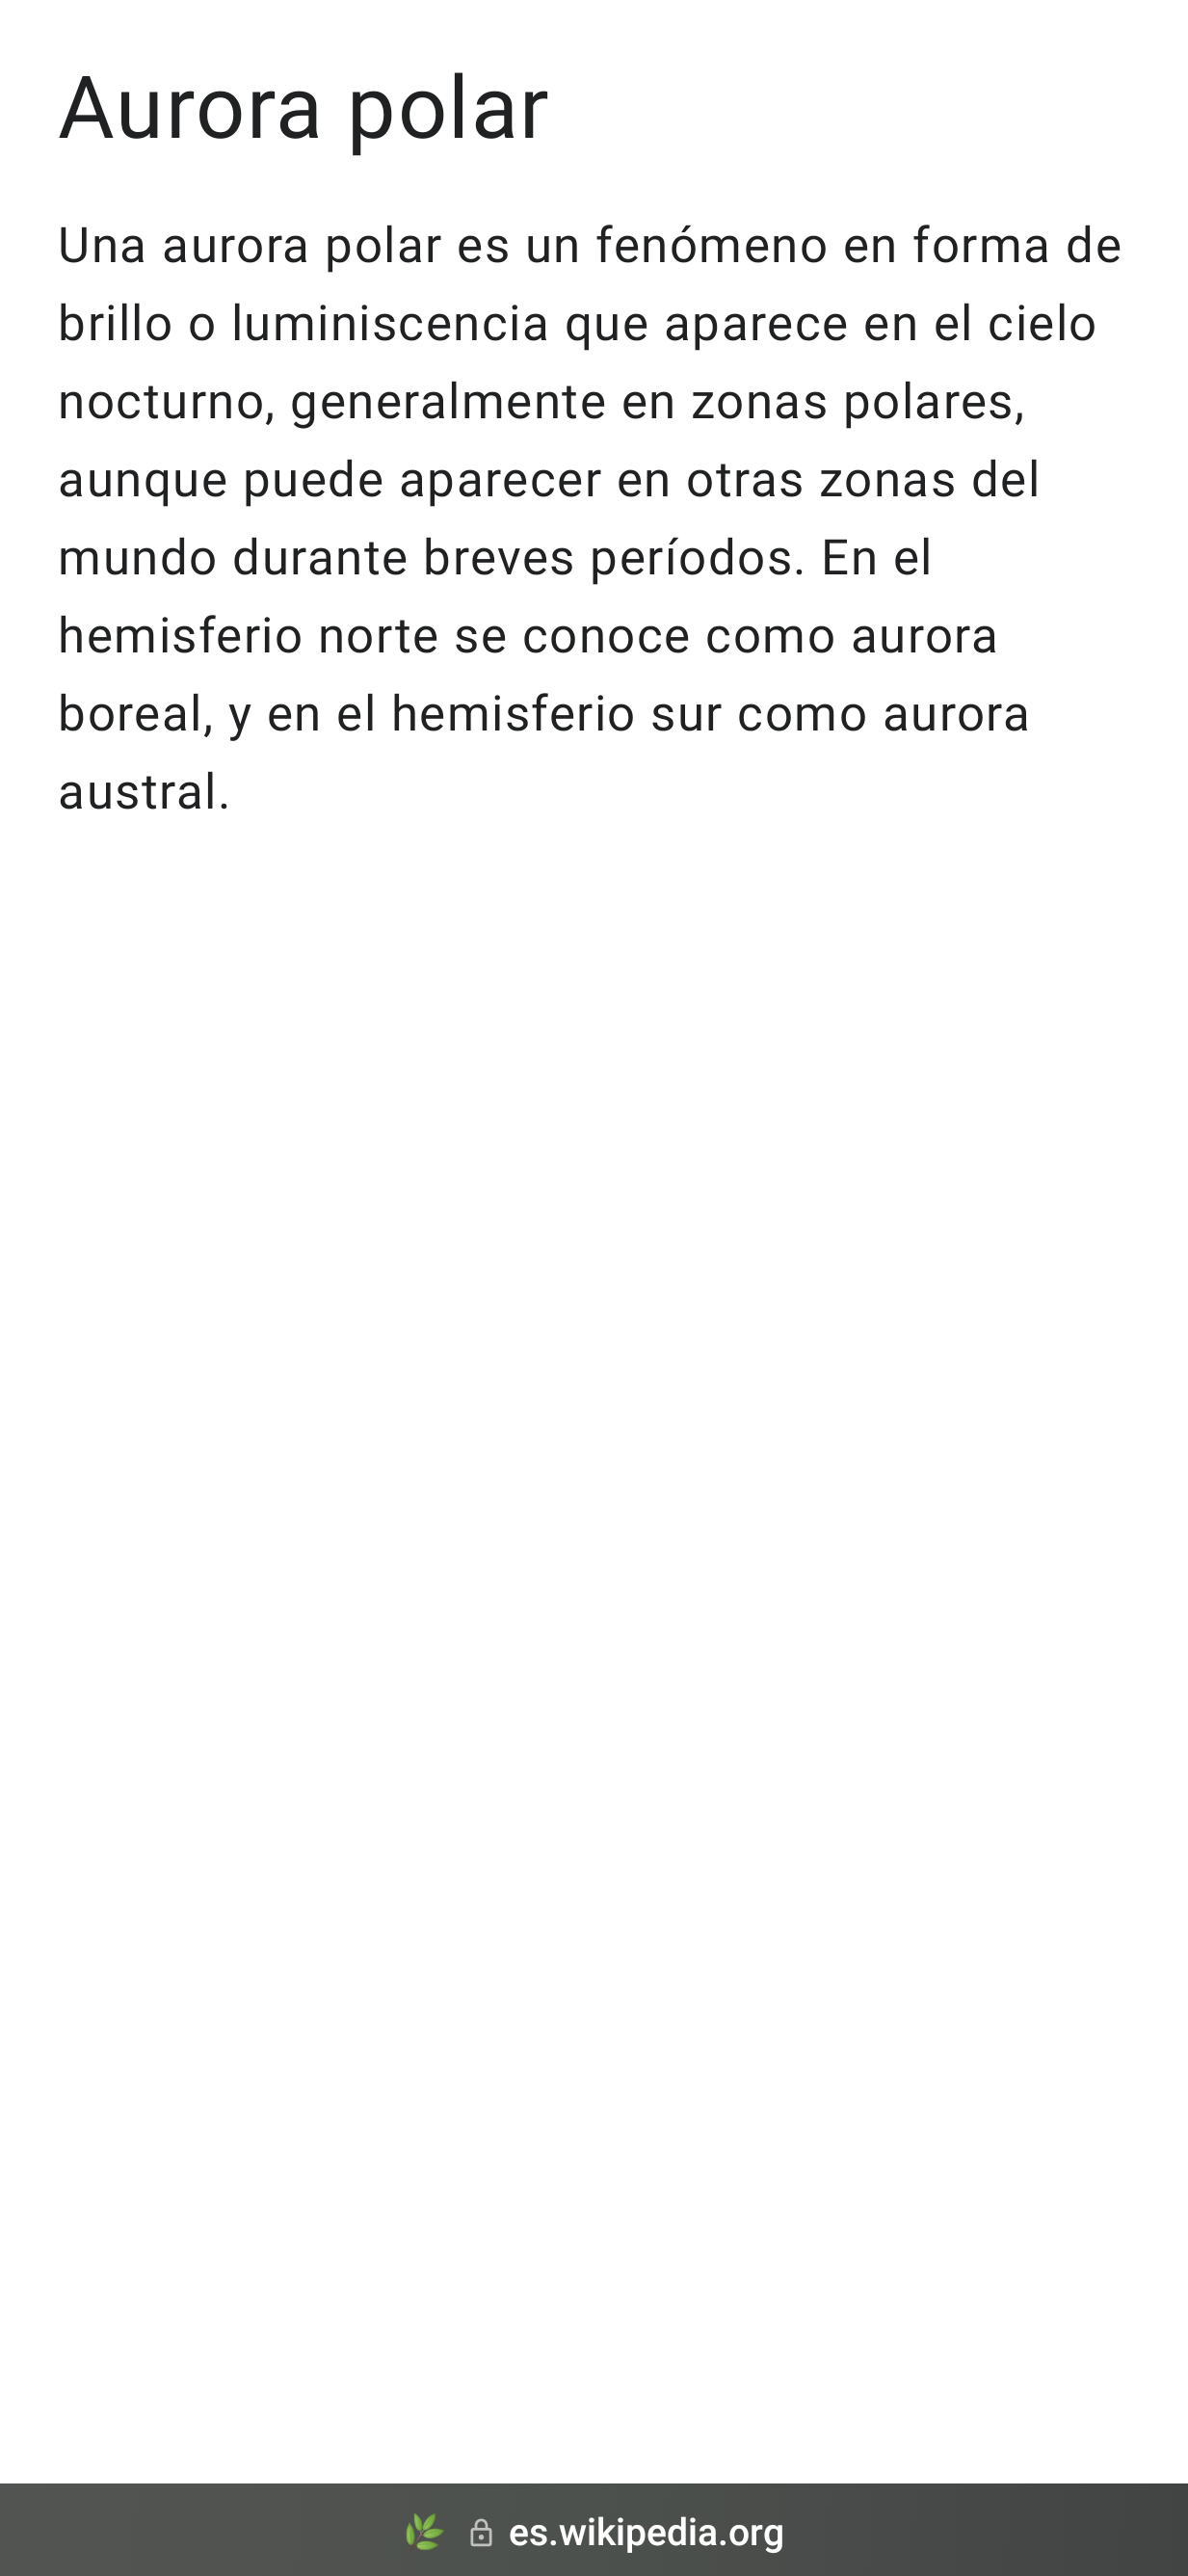 Aurora polar
Una aurora polar es un fenómeno en forma de
brillo o luminiscencia que aparece en el cielo
nocturno, generalmente en zonas polares,
aunque puede aparecer en otras zonas del
mundo durante breves períodos. En el
hemisferio norte se conoce como aurora
boreal, y en el hemisferio sur como aurora
austral.
es.wikipedia.org